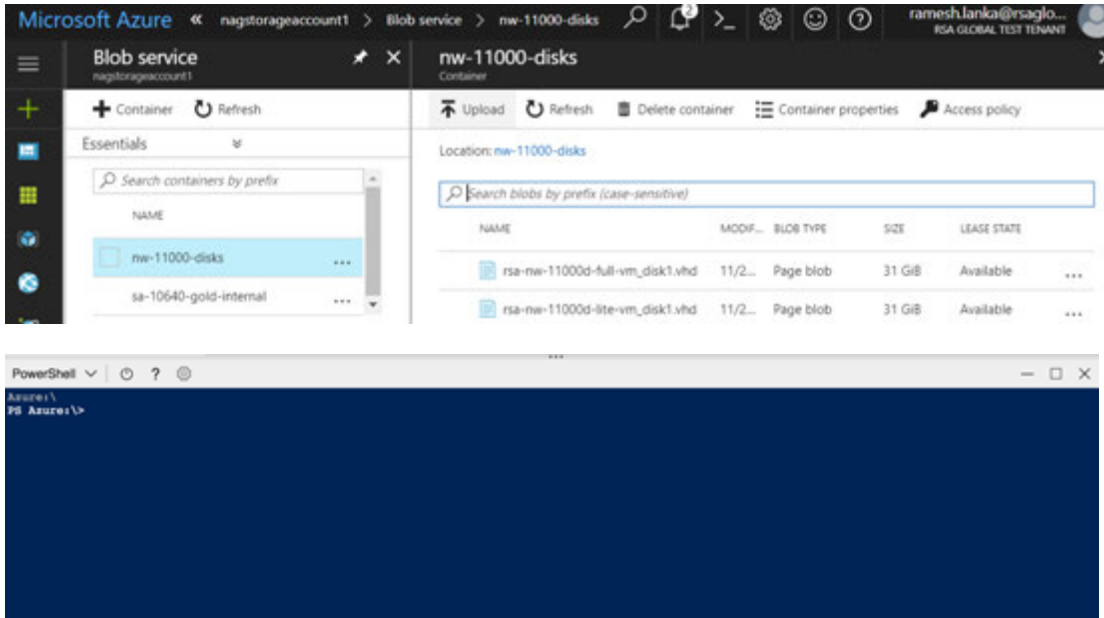 Microsoft Azure « nagstorageaccount1 > Blob service > nw-11000-disks 2 >_ ? ramesh.lanka@rsaglo...
RSA GLOBAL TEST TENANT
Blob service
nagstorageaccount1
+ Container Refresh
Essentials
Search containers by prefix
NAME
nw-11000-disks ...
sa-10640-gold-internal ...
nw-11000-disks
Container
Upload Refresh Delete container Container properties Access policy
Location: nw-11000-disks
Search blobs by prefix (case-sensitive)
NAME MODIF... BLOB TYPE SIZE LEASE STATE
rsa-nw-11000d-full-vm_disk1.vhd 11/2... Page blob 31 GiB Available ...
rsa-nw-11000d-lite-vm_disk1.vhd 11/2... Page blob 31 GiB Available ...
PowerShell ?
Azure:\
PS Azure:\>